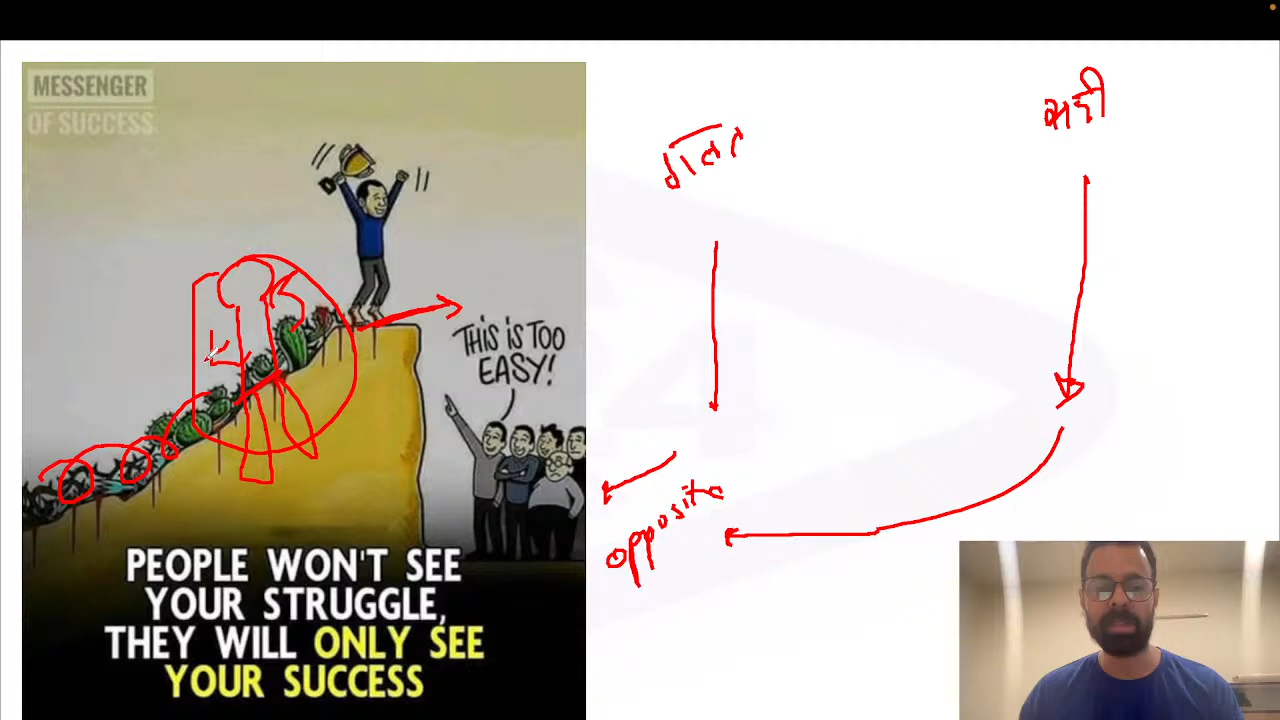 MESSENGER
OF SUCCESS
THIS IS TOO
EASY!
PEOPLE WON'T SEE
YOUR STRUGGLE,
THEY WILL ONLY SEE
YOUR SUCCESS
सही
opposite